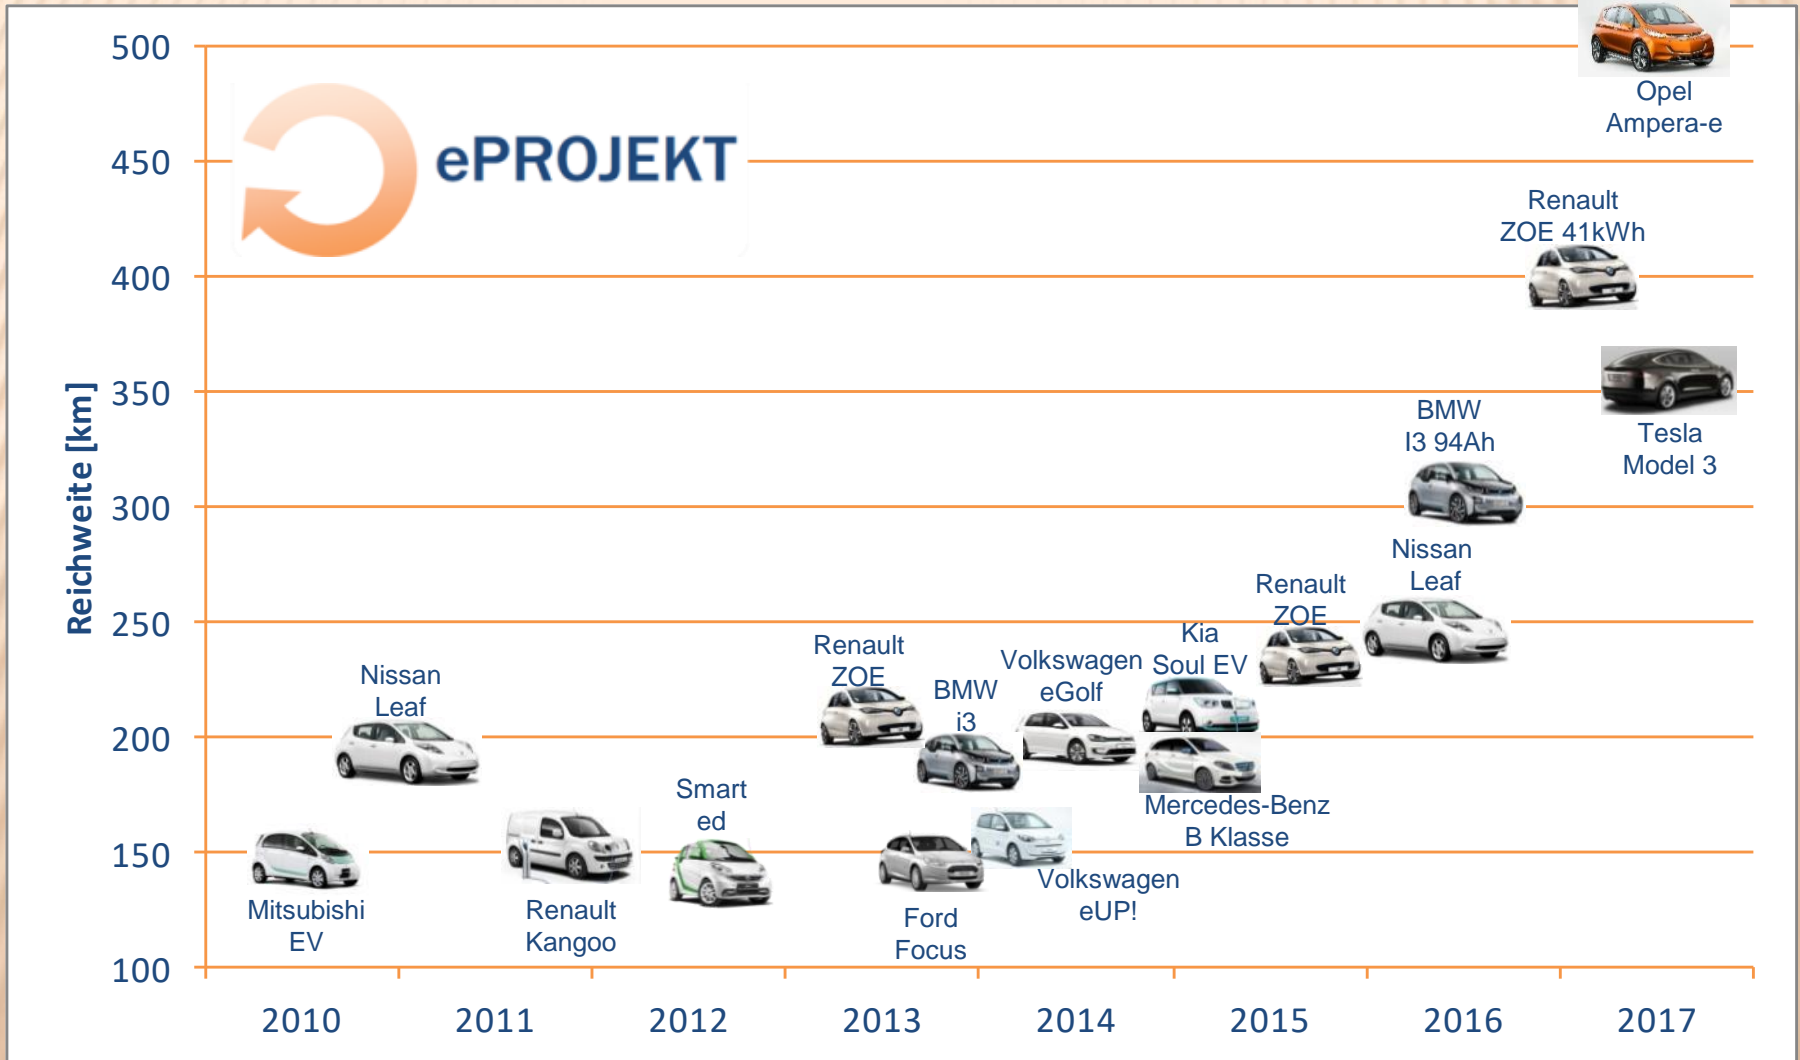 500
Opel
Ampera-e
ePROJEKT
450
Renault
ZOE 41kWh
400
350
Reichweite [km]
BMW
I3 94Ah
Tesla
Model 3
300
Nissan
Leaf
Renault
ZOE
250
Kia
Soul EV
Renault
ZOE
Volkswagen
eGolf
Nissan
Leaf
BMW
i3
200
Smart
ed
Mercedes-Benz
B Klasse
150
Volkswagen
eUP!
Mitsubishi
EV
Renault
Kangoo
Ford
Focus
100
2010
2011
2012
2013
2014
2015
2016
2017